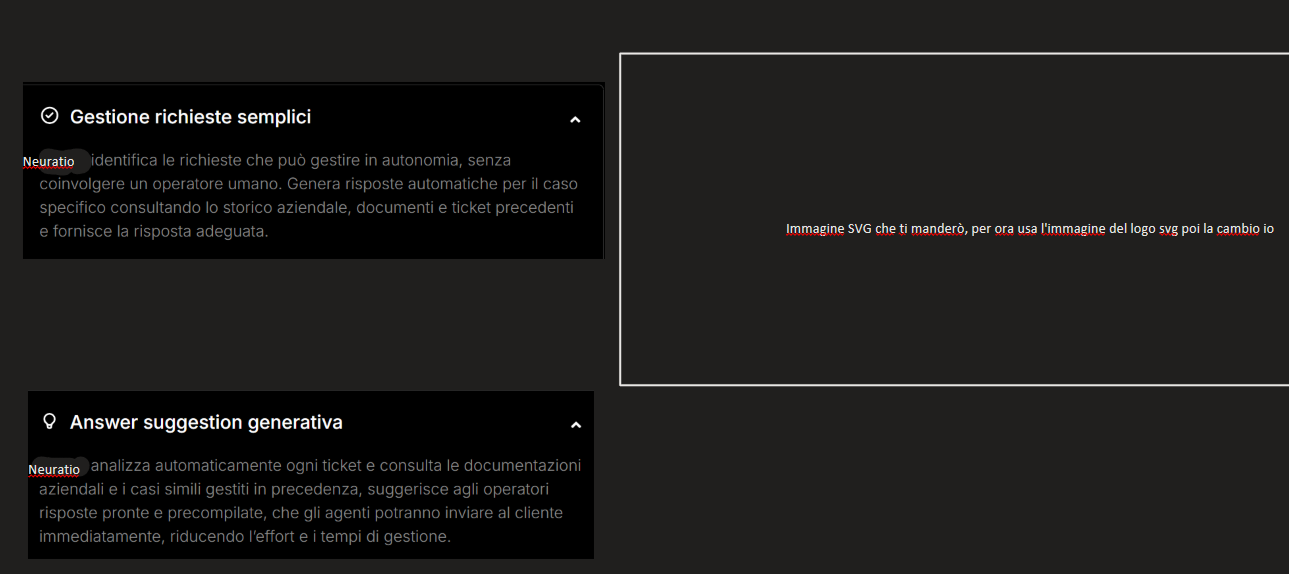 Gestione richieste semplici
Neuratio identifica le richieste che può gestire in autonomia, senza
coinvolgere un operatore umano. Genera risposte automatiche per il caso
specifico consultando lo storico aziendale, documenti e ticket precedenti
e fornisce la risposta adeguata.
Immagine SVG che ti manderò, per ora usa l'immagine del logo svg poi la cambio io
Answer suggestion generativa
Neuratio analizza automaticamente ogni ticket e consulta le documentazioni
aziendali e i casi simili gestiti in precedenza, suggerisce agli operatori
risposte pronte e precompilate, che gli agenti potranno inviare al cliente
immediatamente, riducendo l'effort e i tempi di gestione.